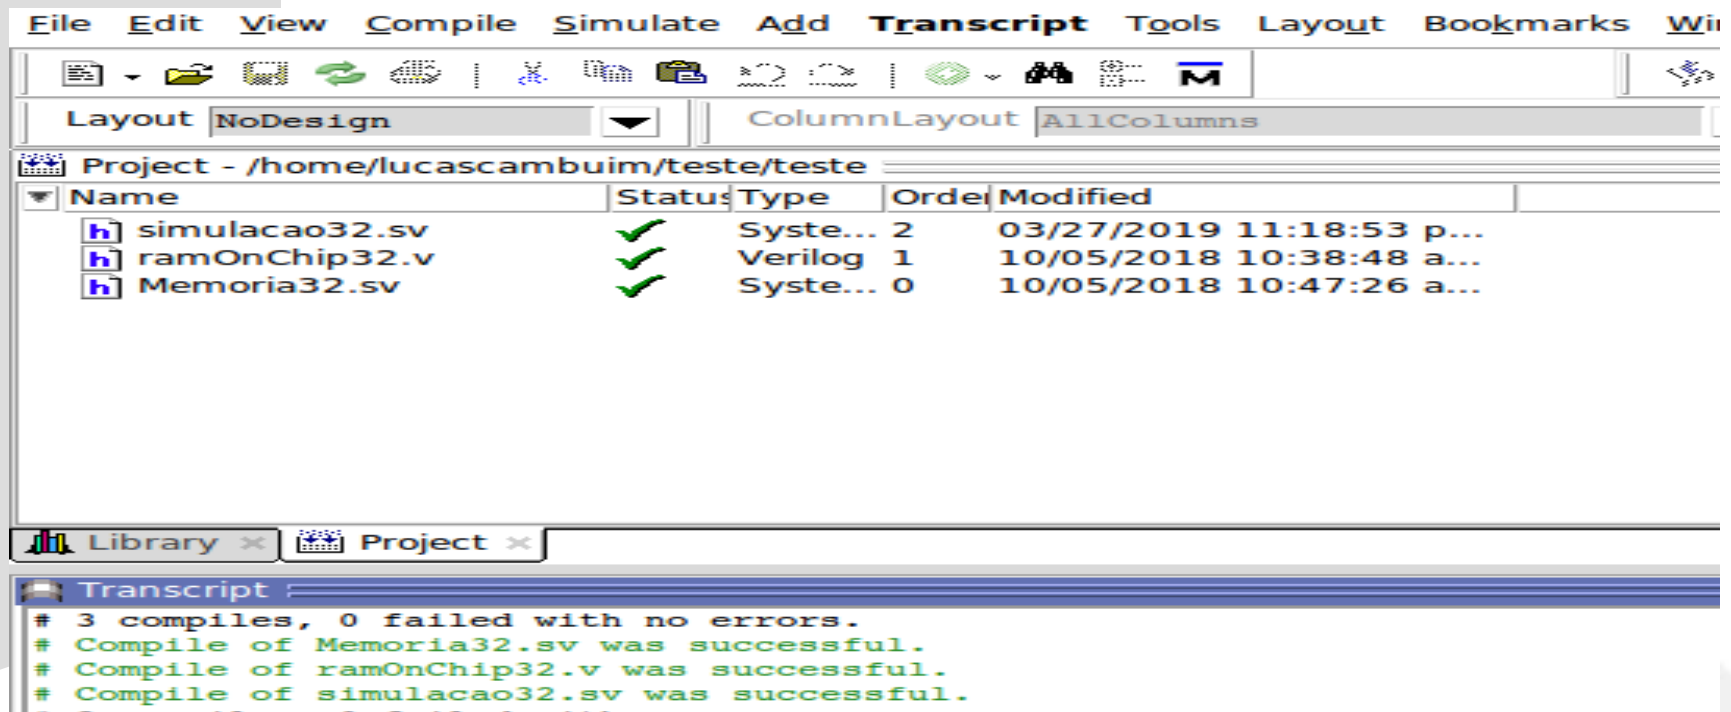 File Edit View Compile Simulate Add Transcript Tools Layout Bookmarks
Layout NoDesign ColumnLayout AllColumns
Project - /home/lucascambuim/teste/teste
Name Status Type Order Modified
simulacao32.sv Syste... 2 03/27/2019 11:18:53 p...
ramOnChip32.v Verilog 1 10/05/2018 10:38:48 a...
Memoria32.sv Syste... 0 10/05/2018 10:47:26 a...
Library Project
Transcript
# 3 compiles, 0 failed with no errors.
# Compile of Memoria32.sv was successful.
# Compile of ramOnChip32.v was successful.
# Compile of simulacao32.sv was successful.